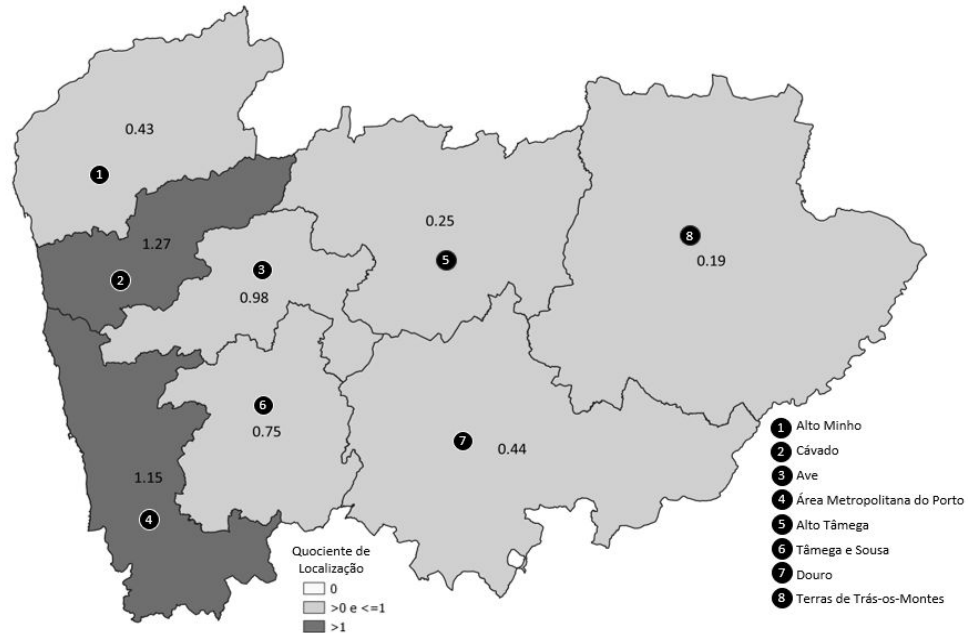 0.43
1
1.27
2
3
0.98
0.25
5
8
0.19
6
0.75
7
0.44
1.15
4
Quociente de
Localização
0
>0 e <=1
>1
1 Alto Minho
2 Cávado
3 Ave
4 Área Metropolitana do Porto
5 Alto Tâmega
6 Tâmega e Sousa
7 Douro
8 Terras de Trás-os-Montes